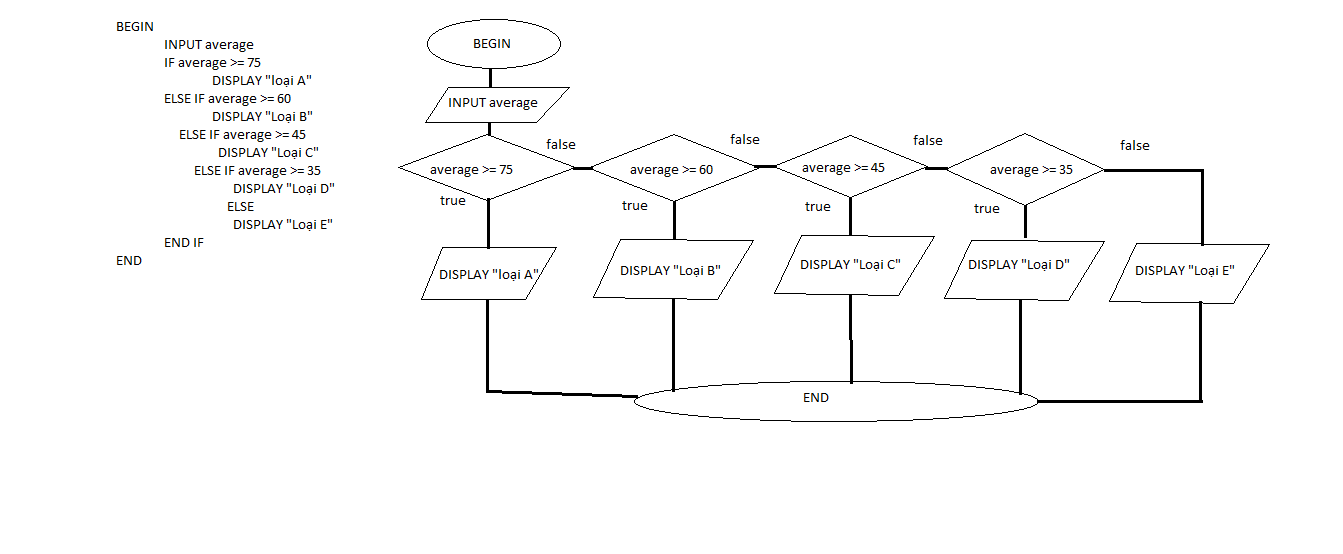 BEGIN
INPUT average
IF average >= 75
DISPLAY "loại A"
ELSE IF average >= 60
DISPLAY "Loại B"
ELSE IF average >= 45
DISPLAY "Loại C"
ELSE IF average >= 35
DISPLAY "Loại D"
ELSE
DISPLAY "Loại E"
END IF
END
BEGIN
INPUT average
average >= 75
false
average >= 60
false
average >= 45
false
average >= 35
false
true
true
true
true
DISPLAY "loại A"
DISPLAY "Loại B"
DISPLAY "Loại C"
DISPLAY "Loại D"
DISPLAY "Loại E"
END